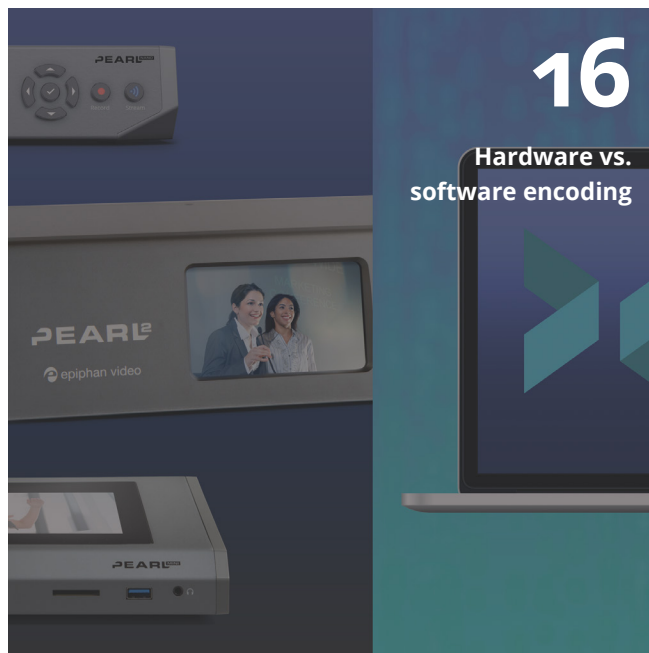 16
Hardware vs.
software encoding
PEARL
PEARL²
epiphan video
PEARL